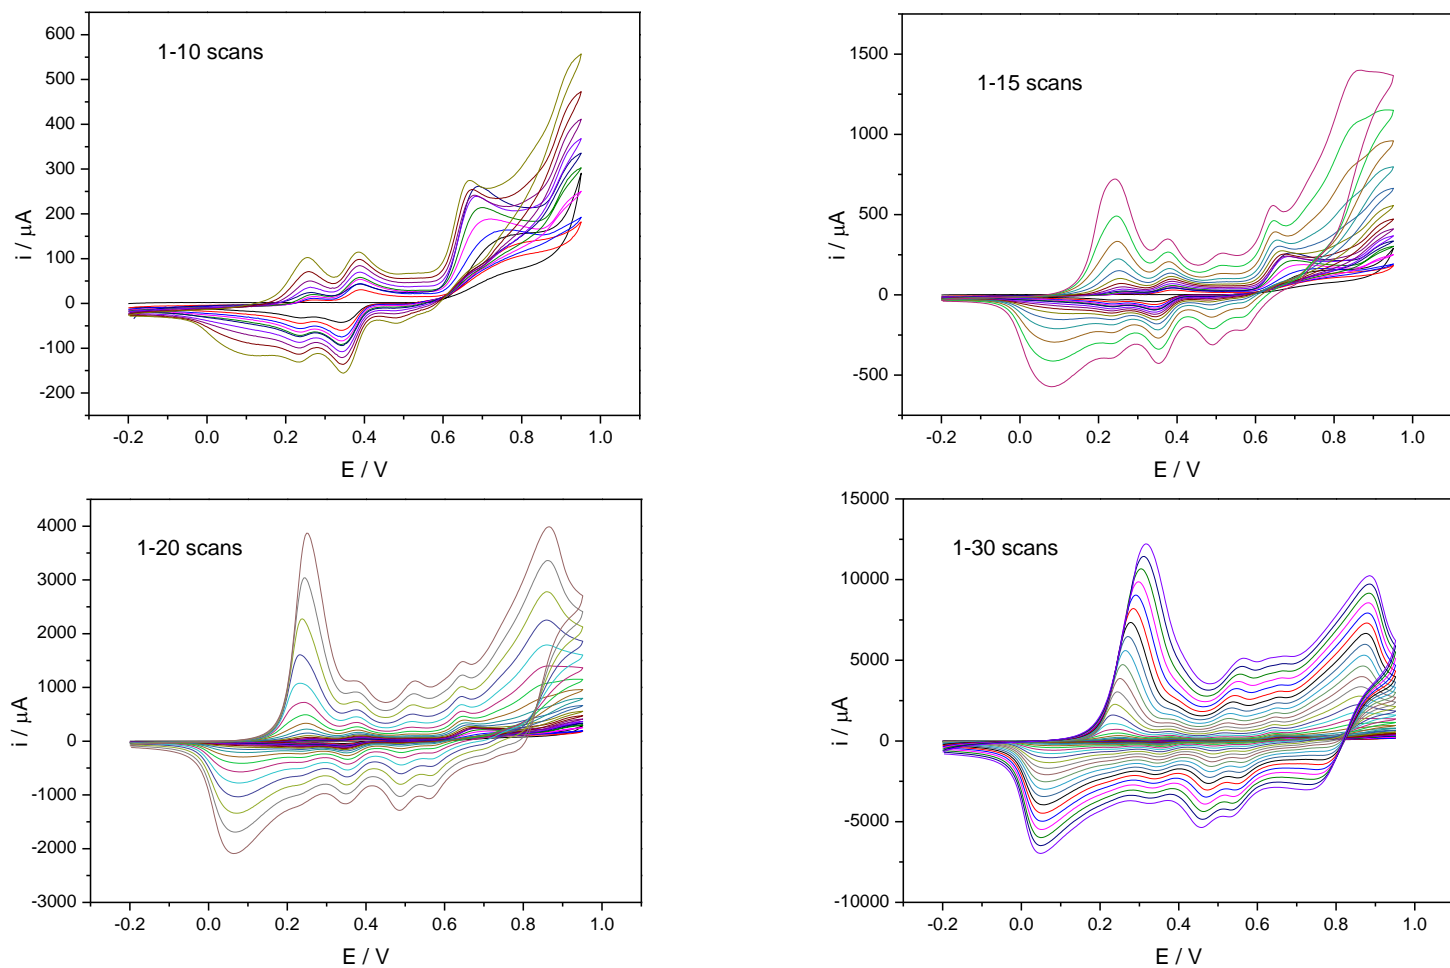 1-10 scans
i / μA
600
500
400
300
200
100
0
-100
-200
-0.2 0.0 0.2 0.4 0.6 0.8 1.0
E / V
1-15 scans
i / μA
1500
1000
500
0
-500
-0.2 0.0 0.2 0.4 0.6 0.8 1.0
E / V
1-20 scans
i / μA
4000
3000
2000
1000
0
-1000
-2000
-3000
-0.2 0.0 0.2 0.4 0.6 0.8 1.0
E / V
1-30 scans
i / μA
15000
10000
5000
0
-5000
-10000
-0.2 0.0 0.2 0.4 0.6 0.8 1.0
E / V